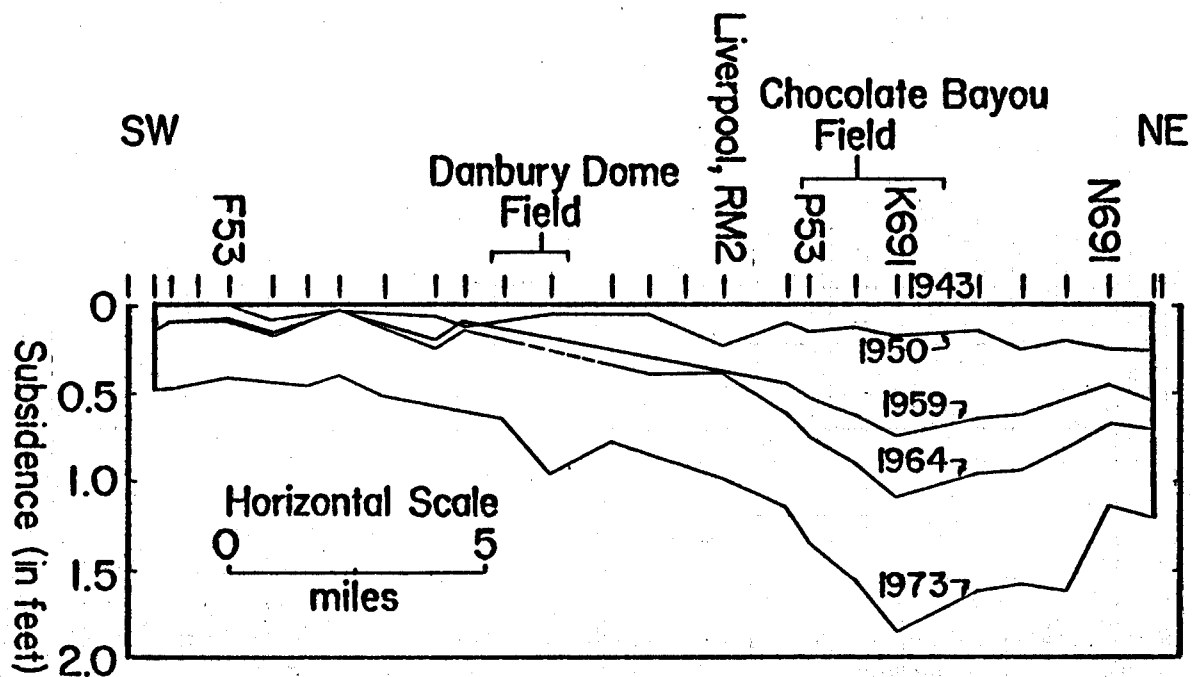 SW
NE
Chocolate Bayou
Field
Danbury Dome
Field
F53
Liverpool, RM2
P53
K691
N691
1943
1950
1959
1964
1973
0
0.5
1.0
1.5
2.0
Subsidence (in feet)
Horizontal Scale
0 5
miles